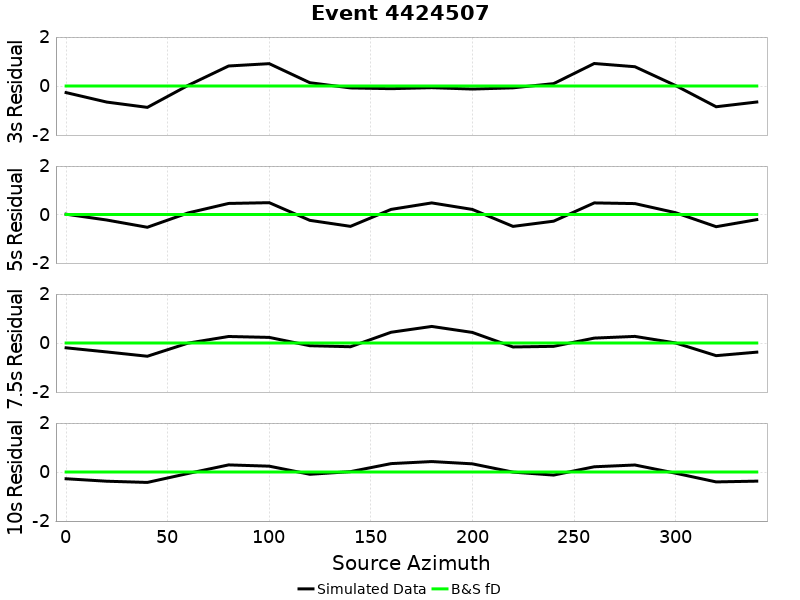 Event 4424507
3s Residual
2
0
-2
5s Residual
2
0
-2
7.5s Residual
2
0
-2
10s Residual
2
0
-2
0 50 100 150 200 250 300
Source Azimuth
Simulated Data B&S fD